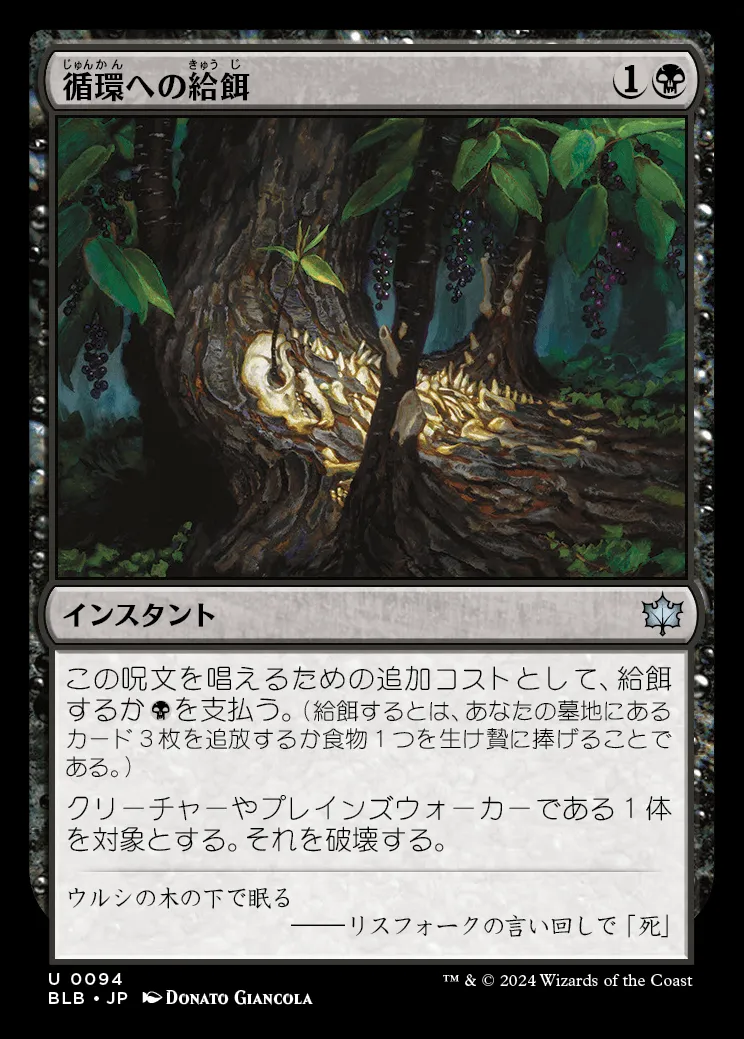 循環への給餌 1
じゅんかん きゅうじ
インスタント
この呪文を唱えるための追加コストとして、給餌
するか を支払う。（給餌するとは、あなたの墓地にある
カード３枚を追放するか食物１つを生け贄に捧げることで
ある。）
クリーチャーやプレインズウォーカーである１体
を対象とする。それを破壊する。
ウルシの木の下で眠る
――リスフォークの言い回しで「死」
U 0094
BLB • JP DONATO GIANCOLA
™ & © 2024 Wizards of the Coast